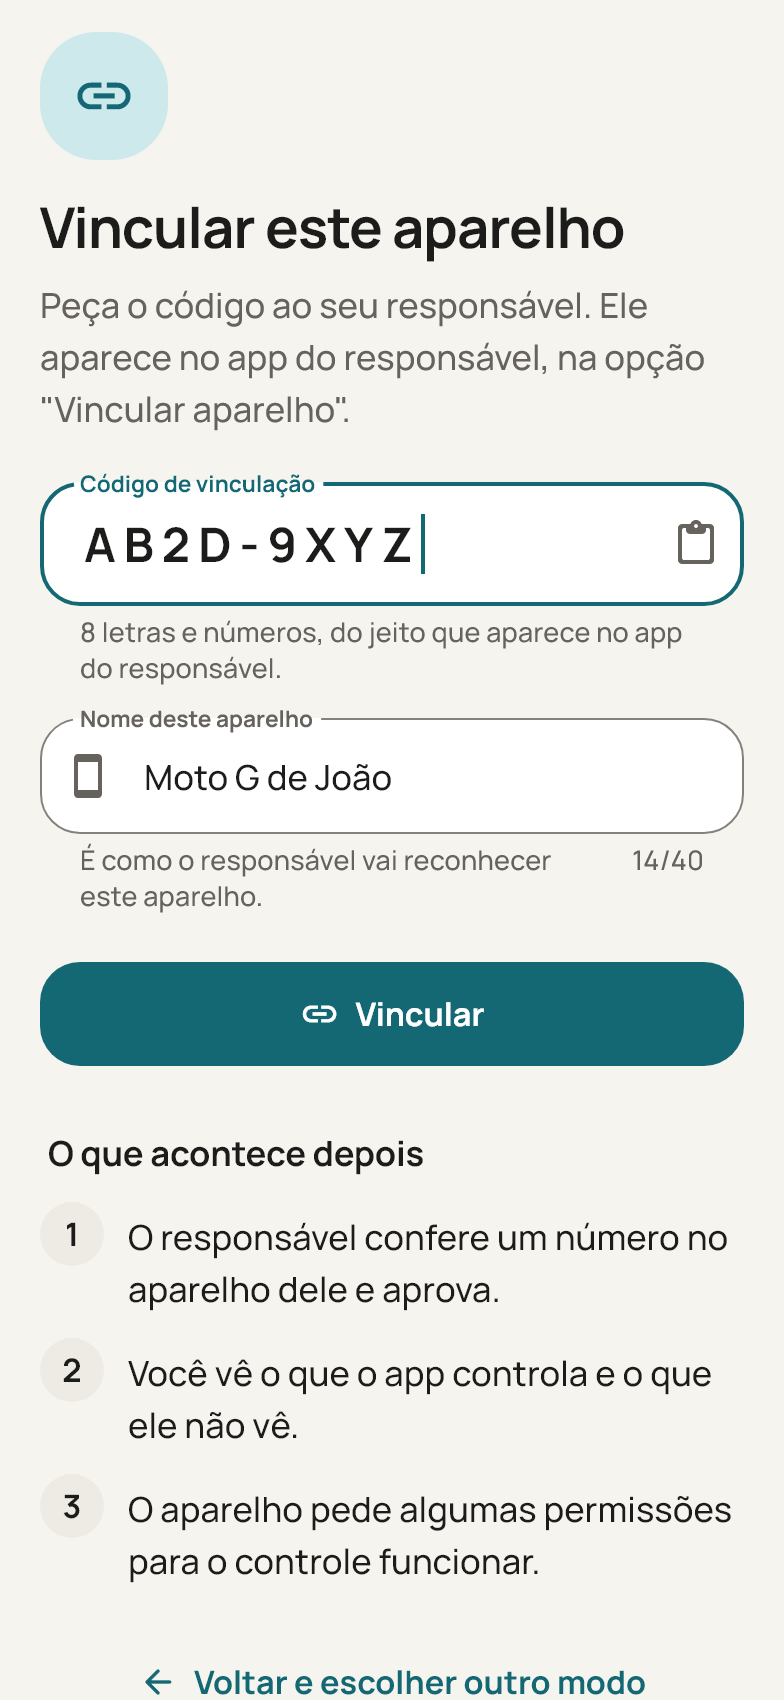 Vincular este aparelho
Peça o código ao seu responsável. Ele
aparece no app do responsável, na opção
"Vincular aparelho".
Código de vinculação
AB2D-9XYZ
8 letras e números, do jeito que aparece no app
do responsável.
Nome deste aparelho
Moto G de João
É como o responsável vai reconhecer
este aparelho.
14/40
Vincular
O que acontece depois
1
O responsável confere um número no
aparelho dele e aprova.
2
Você vê o que o app controla e o que
ele não vê.
3
O aparelho pede algumas permissões
para o controle funcionar.
Voltar e escolher outro modo